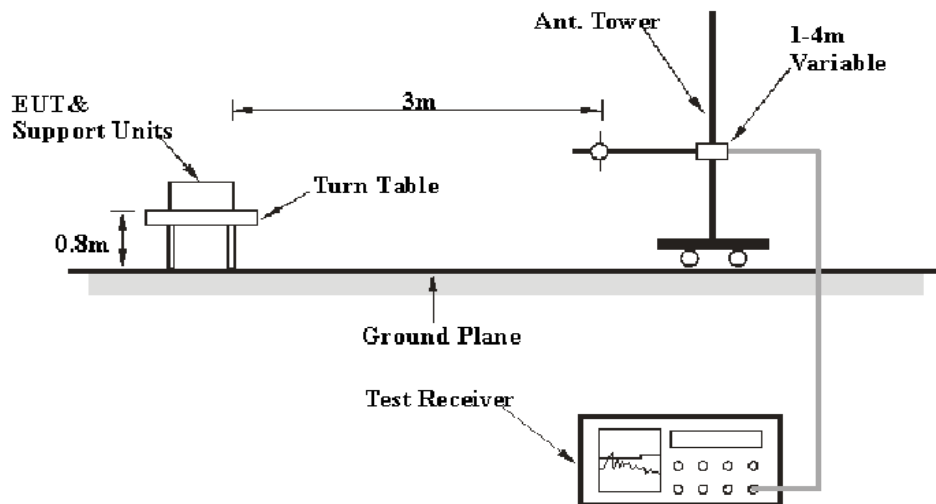 Ant. Tower
1-4m
Variable
EUT&
Support Units
3m
Turn Table
0.8m
Ground Plane
Test Receiver